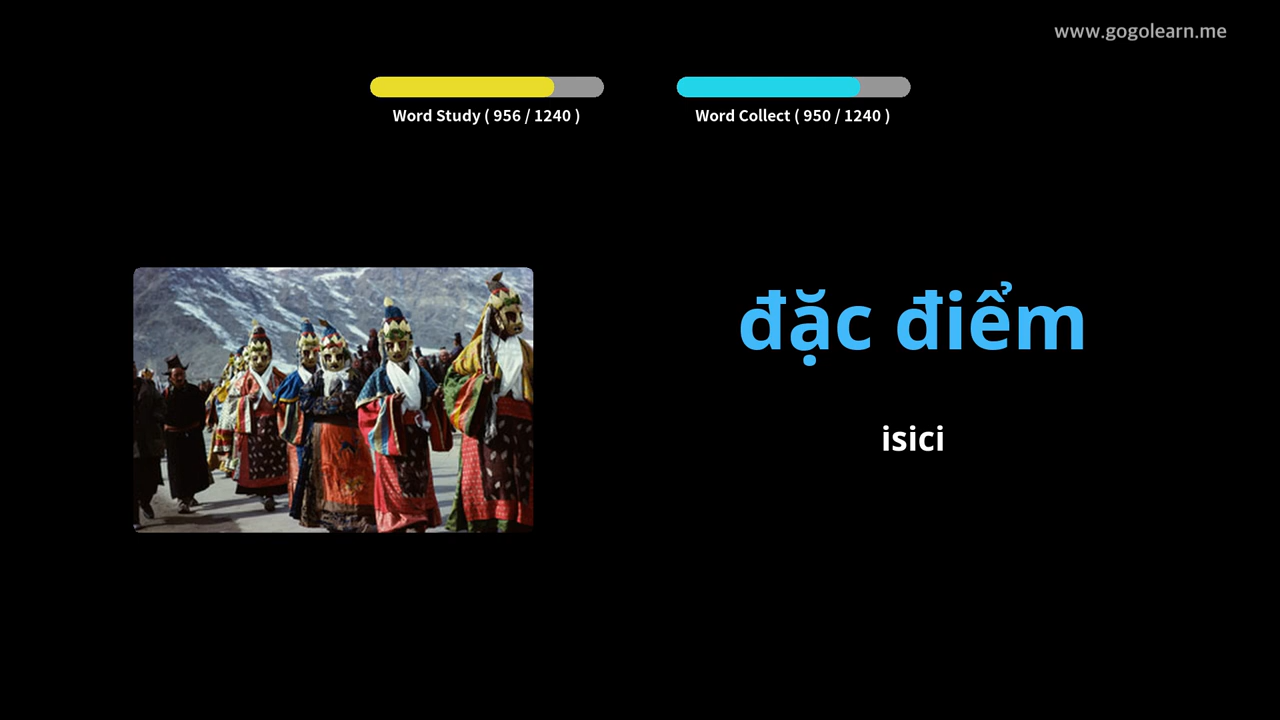 www.gogolearn.me
Word Study ( 956 / 1240 )
Word Collect ( 950 / 1240 )
đặc điểm
isici